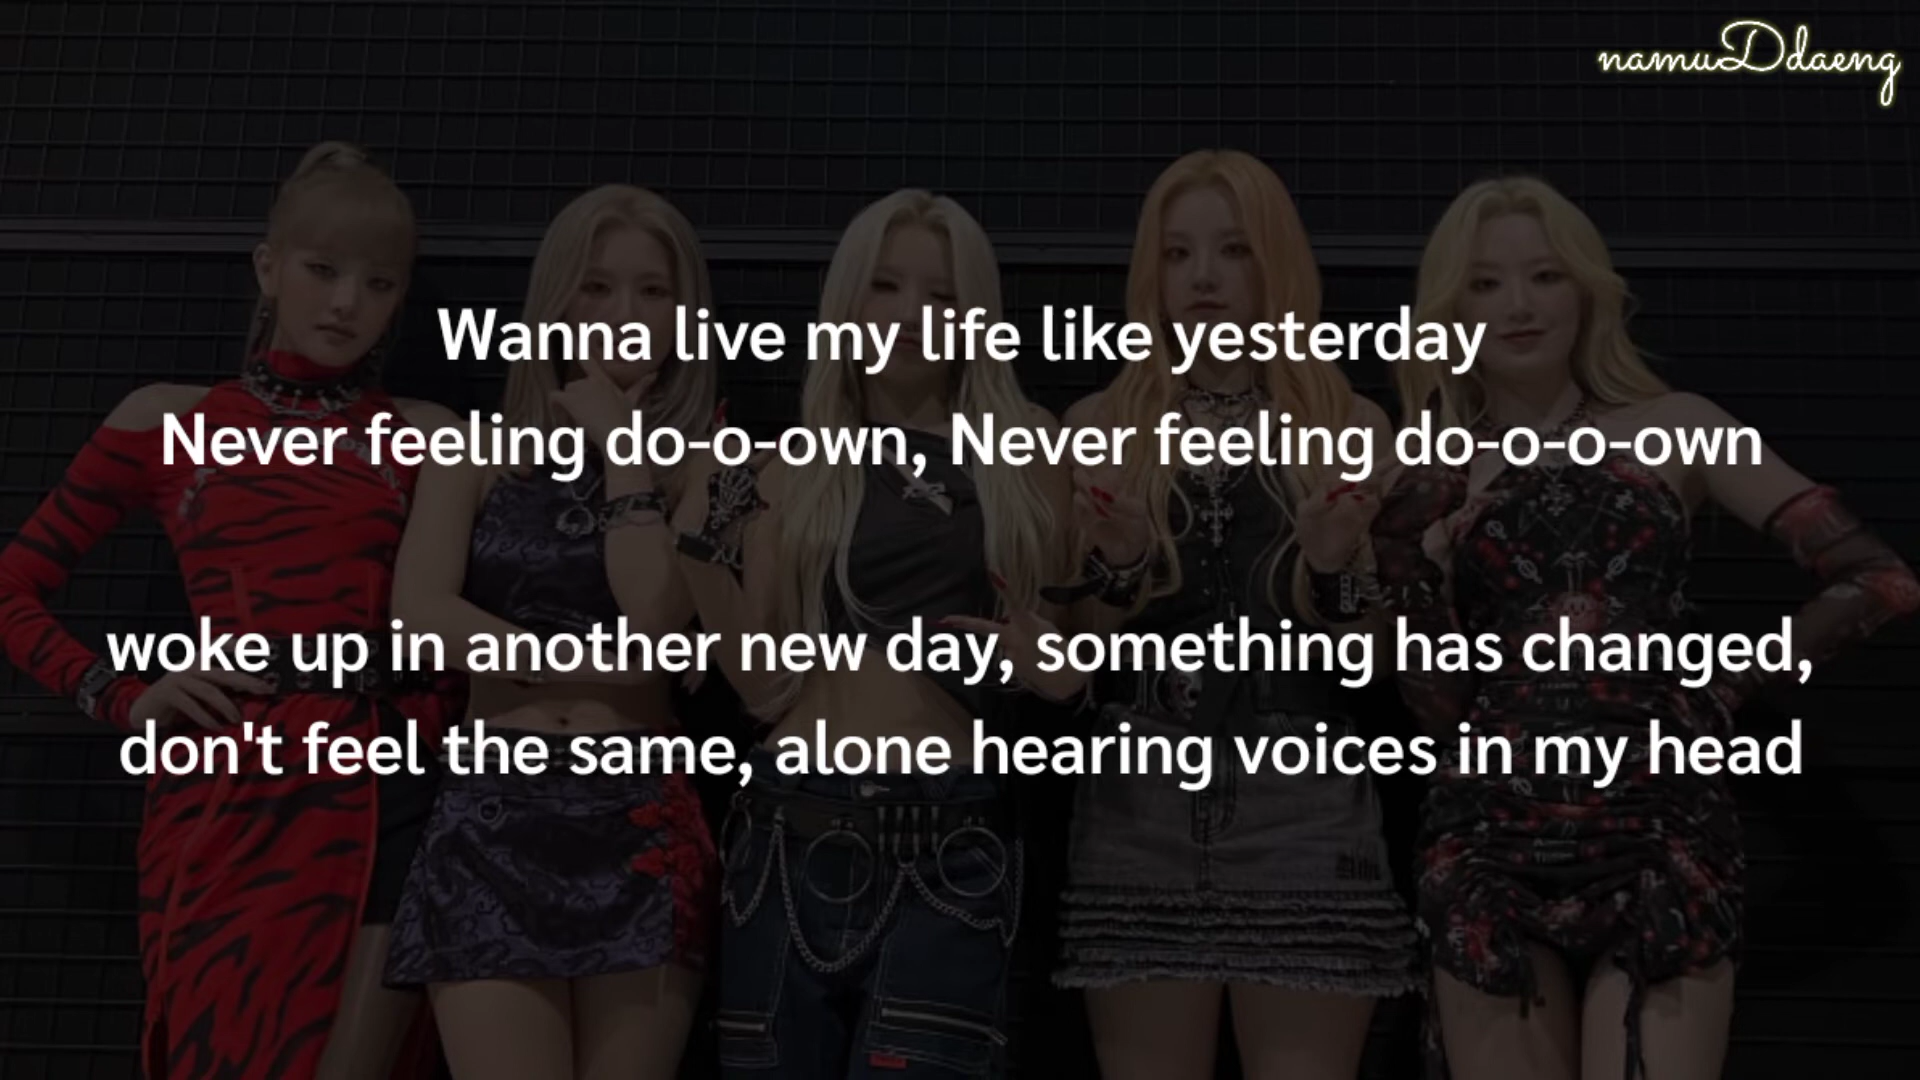 namuDdaeng
Wanna live my life like yesterday
Never feeling do-o-own, Never feeling do-o-o-own
woke up in another new day, something has changed,
don't feel the same, alone hearing voices in my head